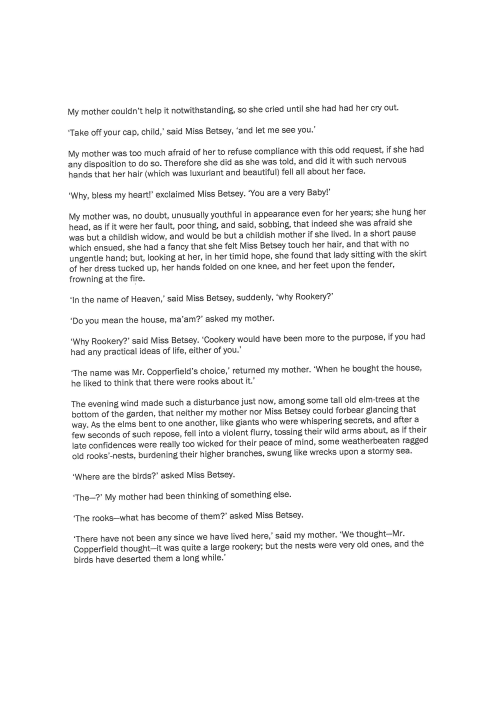 My mother couldn't help it notwithstanding, so she cried until she had had her cry out.
'Take off your cap, child,' said Miss Betsey, 'and let me see you.'
My mother was too much afraid of her to refuse compliance with this odd request, if she had
any disposition to do so. Therefore she did as she was told, and did it with such nervous
hands that her hair (which was luxuriant and beautiful) fell all about her face.
'Why, bless my heart!' exclaimed Miss Betsey. 'You are a very Baby!'
My mother was, no doubt, unusually youthful in appearance even for her years; she hung her
head, as if it were her fault, poor thing, and said, sobbing, that indeed she was afraid she
was but a childish widow, and would be but a childish mother if she lived. In a short pause
which ensued, she had a fancy that she felt Miss Betsey touch her hair, and that with no
ungentle hand; but, looking at her, in her timid hope, she found that lady sitting with the skirt
of her dress tucked up, her hands folded on one knee, and her feet upon the fender,
frowning at the fire.
'In the name of Heaven,' said Miss Betsey, suddenly, 'why Rookery?'
'Do you mean the house, ma'am?' asked my mother.
'Why Rookery?' said Miss Betsey. 'Cookery would have been more to the purpose, if you had
had any practical ideas of life, either of you.'
'The name was Mr. Copperfield's choice,' returned my mother. 'When he bought the house,
he liked to think that there were rooks about it.'
The evening wind made such a disturbance just now, among some tall old elm-trees at the
bottom of the garden, that neither my mother nor Miss Betsey could forbear glancing that
way. As the elms bent to one another, like giants who were whispering secrets, and after a
few seconds of such repose, fell into a violent flurry, tossing their wild arms about, as if their
late confidences were really too wicked for their peace of mind, some weatherbeaten ragged
old rooks'-nests, burdening their higher branches, swung like wrecks upon a stormy sea.
'Where are the birds?' asked Miss Betsey.
'The—?' My mother had been thinking of something else.
'The rooks—what has become of them?' asked Miss Betsey.
'There have not been any since we have lived here,' said my mother. 'We thought—Mr.
Copperfield thought—it was quite a large rookery; but the nests were very old ones, and the
birds have deserted them a long while.'